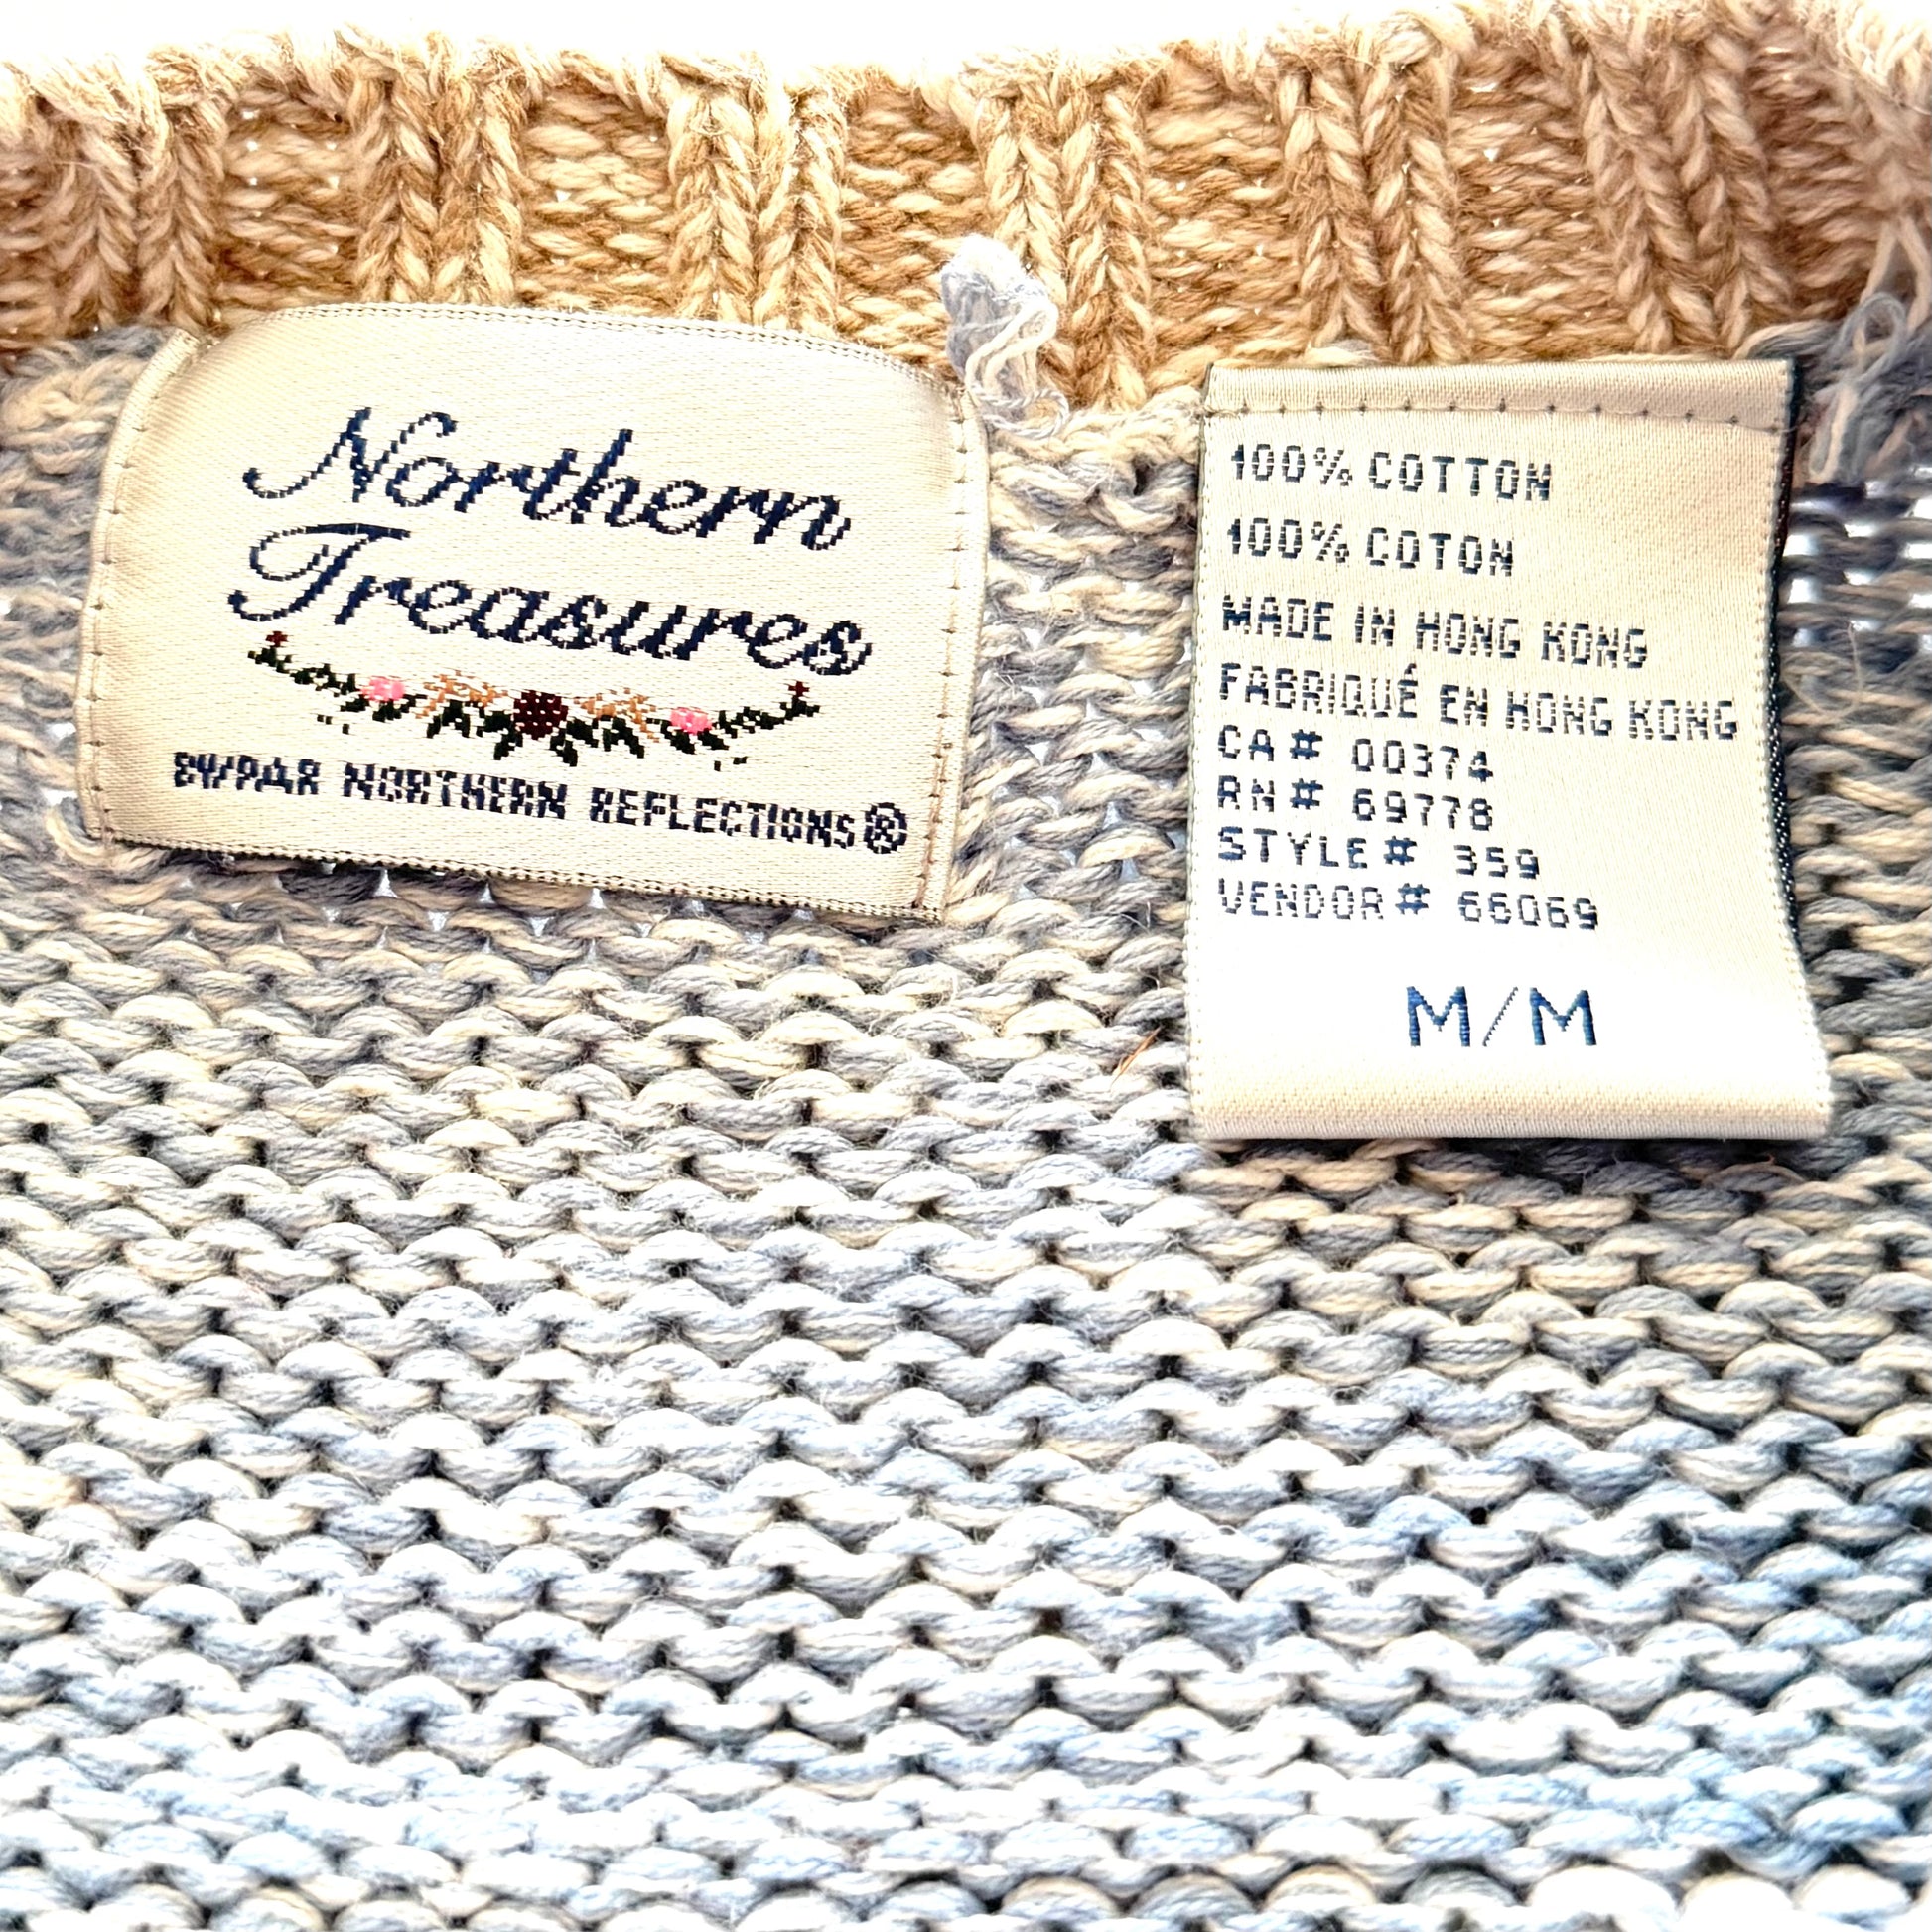 Northern
Treasures
BY/PAR NORTHERN REFLECTIONS®
100% COTTON
100% COTON
MADE IN HONG KONG
FABRIQUÉ EN HONG KONG
CA# 00374
RN# 69778
STYLE# 359
VENDOR# 66069
M/M